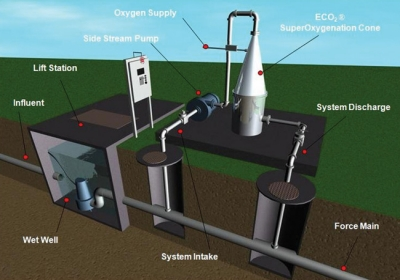 Oxygen Supply
ECO₂ ®
SuperOxygenation Cone
Side Stream Pump
Lift Station
Influent
System Discharge
Wet Well
System Intake
Force Main